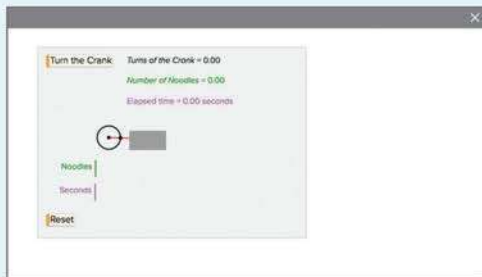 Turn the Crank
Turns of the Crank = 0.00
Number of Noodles = 0.00
Elapsed time = 0.00 seconds
Noodles
Seconds
Reset